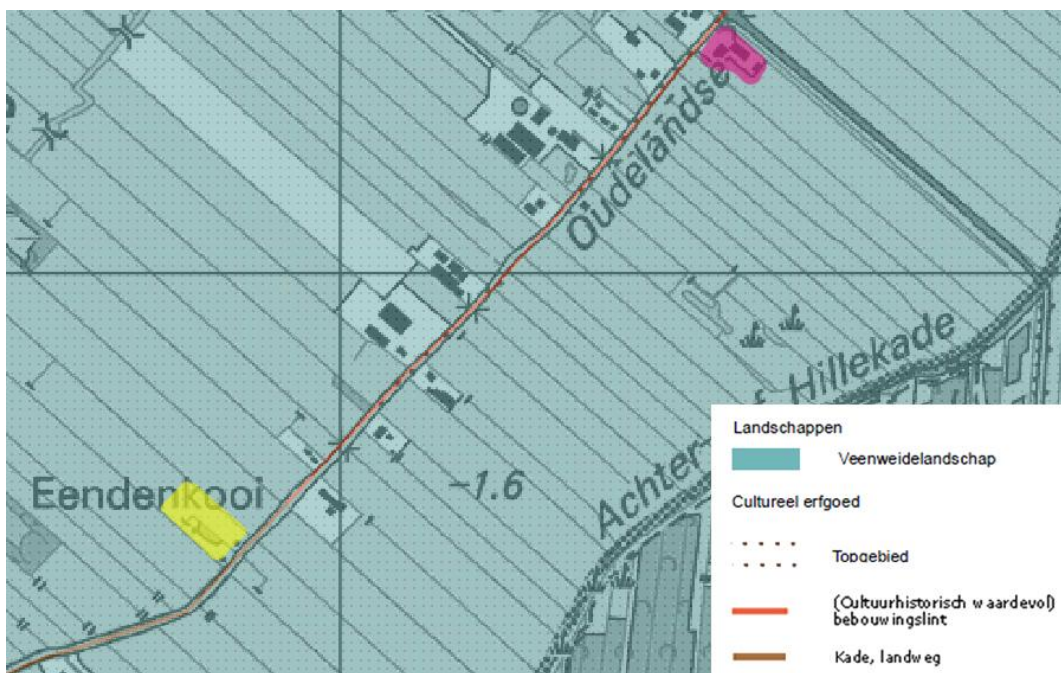 Oudelandse
Hillekade
Achter
Eendenkooi
-1.6
Landschappen
Veenweidelandschap
Cultureel erfgoed
Topgebied
(Cultuurhistorisch waardevol)
bebouwingslint
Kade, landweg